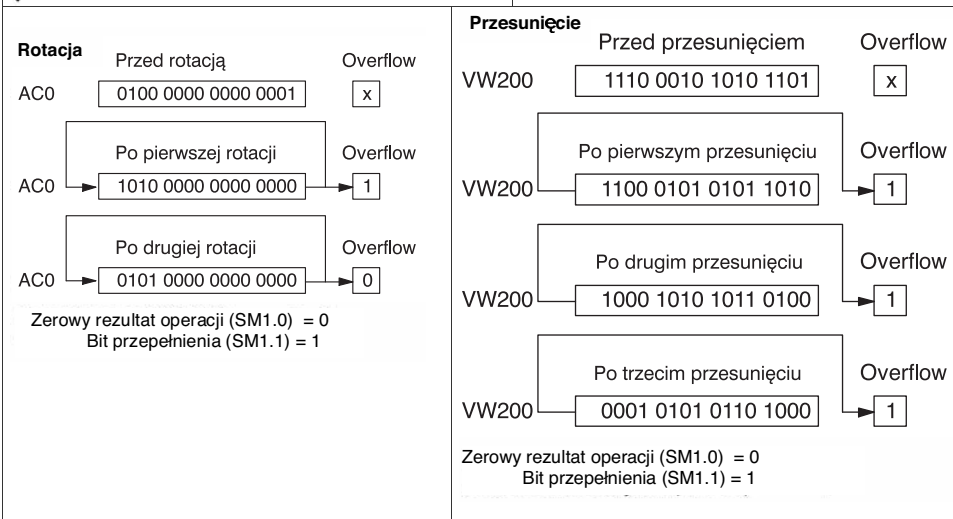 Rotacja
Przed rotacją Overflow
AC0 0100 0000 0000 0001 x
Po pierwszej rotacji Overflow
AC0 1010 0000 0000 0000 1
Po drugiej rotacji Overflow
AC0 0101 0000 0000 0000 0
Zerowy rezultat operacji (SM1.0) = 0
Bit przepełnienia (SM1.1) = 1
Przesunięcie
Przed przesunięciem Overflow
VW200 1110 0010 1010 1101 x
Po pierwszym przesunięciu Overflow
VW200 1100 0101 0101 1010 1
Po drugim przesunięciu Overflow
VW200 1000 1010 1011 0100 1
Po trzecim przesunięciu Overflow
VW200 0001 0101 0110 1000 1
Zerowy rezultat operacji (SM1.0) = 0
Bit przepełnienia (SM1.1) = 1